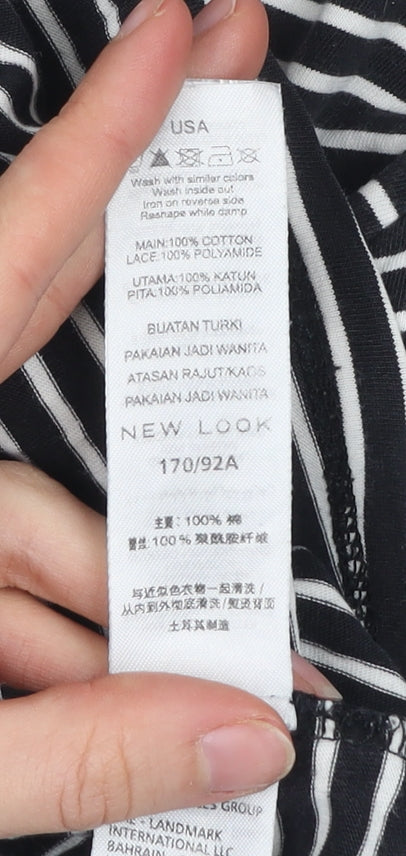 USA
Wash with similar colors
Wash inside out
Iron on reverse side
Reshape while damp
MAIN:100% COTTON
LACE:100% POLYAMIDE
UTAMA:100% KATUN
PITA:100% POLIAMIDA
BUATAN TURKI
PAKAIAN JADI WANITA
ATASAN RAJUT/KAOS
PAKAIAN JADI WANITA
NEW LOOK
170/92A
主要: 100% 棉
蕾丝: 100% 聚酰胺纤维
与近似色衣物一起清洗 /
从内到外彻底清洗 / 熨烫背面
土耳其制造
GROUP
LANDMARK
INTERNATIONAL LLC
BAHRAIN